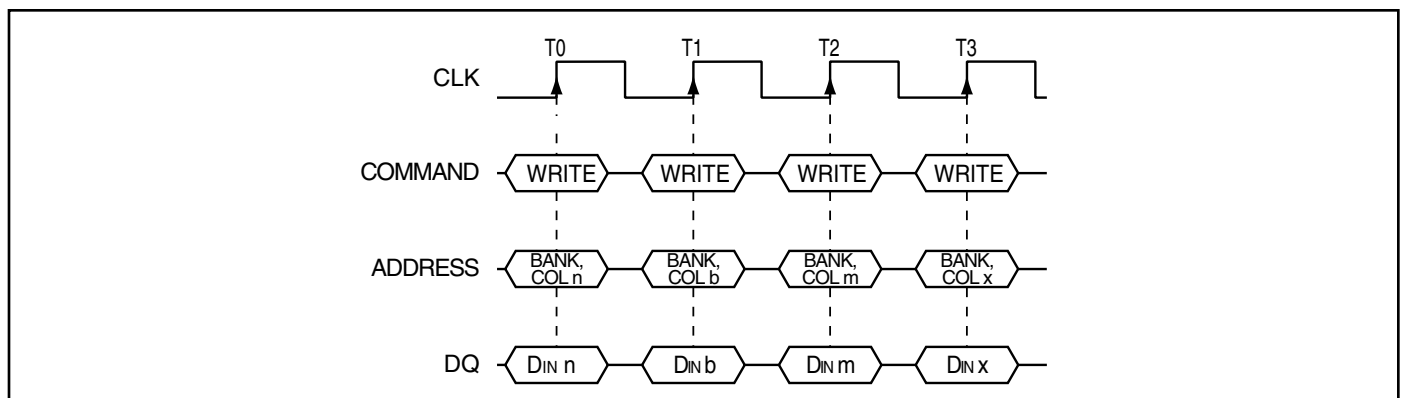 T0 T1 T2 T3
CLK
COMMAND WRITE WRITE WRITE WRITE
ADDRESS BANK, COL n BANK, COL b BANK, COL m BANK, COL x
DQ DIN n DIN b DIN m DIN x